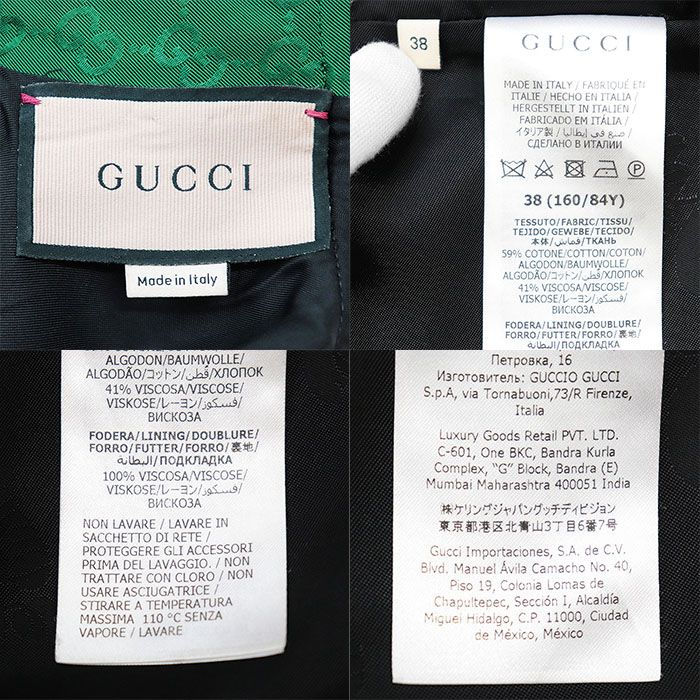 GUCCI
Made in Italy
38
GUCCI
MADE IN ITALY / FABRIQUÉ EN
ITALIE / HECHO EN ITALIA /
HERGESTELLT IN ITALIEN /
FABRICADO EM ITÁLIA /
イタリア製 / صنع في إيطاليا /
СДЕЛАНО В ИТАЛИИ
P
38 (160/84Y)
TESSUTO/FABRIC/TISSU/
TEJIDO/GEWEBE/TECIDO/
本体/قماش/ТКАНЬ
59% COTONE/COTTON/COTON/
ALGODON/BAUMWOLLE/
ALGODÃO/コットン/قطن/ХЛОПОК
41% VISCOSA/VISCOSE/
VISKOSE/レーヨン/فسكوز/
ВИСКОЗА
FODERA/LINING/DOUBLURE/
FORRO/FUTTER/FORRO/裏地/
البطانة/ПОДКЛАДКА
ALGODON/BAUMWOLLE/
ALGODÃO/コットン/قطن/ХЛОПОК
41% VISCOSA/VISCOSE/
VISKOSE/レーヨン/فسكوز/
ВИСКОЗА
FODERA/LINING/DOUBLURE/
FORRO/FUTTER/FORRO/裏地/
البطانة/ПОДКЛАДКА
100% VISCOSA/VISCOSE/
VISKOSE/レーヨン/فسكوز/
ВИСКОЗА
NON LAVARE / LAVARE IN
SACCHETTO DI RETE /
PROTEGGERE GLI ACCESSORI
PRIMA DEL LAVAGGIO. / NON
TRATTARE CON CLORO / NON
USARE ASCIUGATRICE /
STIRARE A TEMPERATURA
MASSIMA 110 °C SENZA
VAPORE / LAVARE
Петровка, 16
Изготовитель: GUCCIO GUCCI
S.p.A, via Tornabuoni,73/R Firenze,
Italia
Luxury Goods Retail PVT. LTD.
C-601, One BKC, Bandra Kurla
Complex, "G" Block, Bandra (E)
Mumbai Maharashtra 400051 India
㈱ケリングジャパングッチディビジョン
東京都港区北青山3丁目6番7号
Gucci Importaciones, S.A. de C.V.
Blvd. Manuel Ávila Camacho No. 40,
Piso 19, Colonia Lomas de
Chapultepec, Sección I, Alcaldía
Miguel Hidalgo, C.P. 11000, Ciudad
de México, México